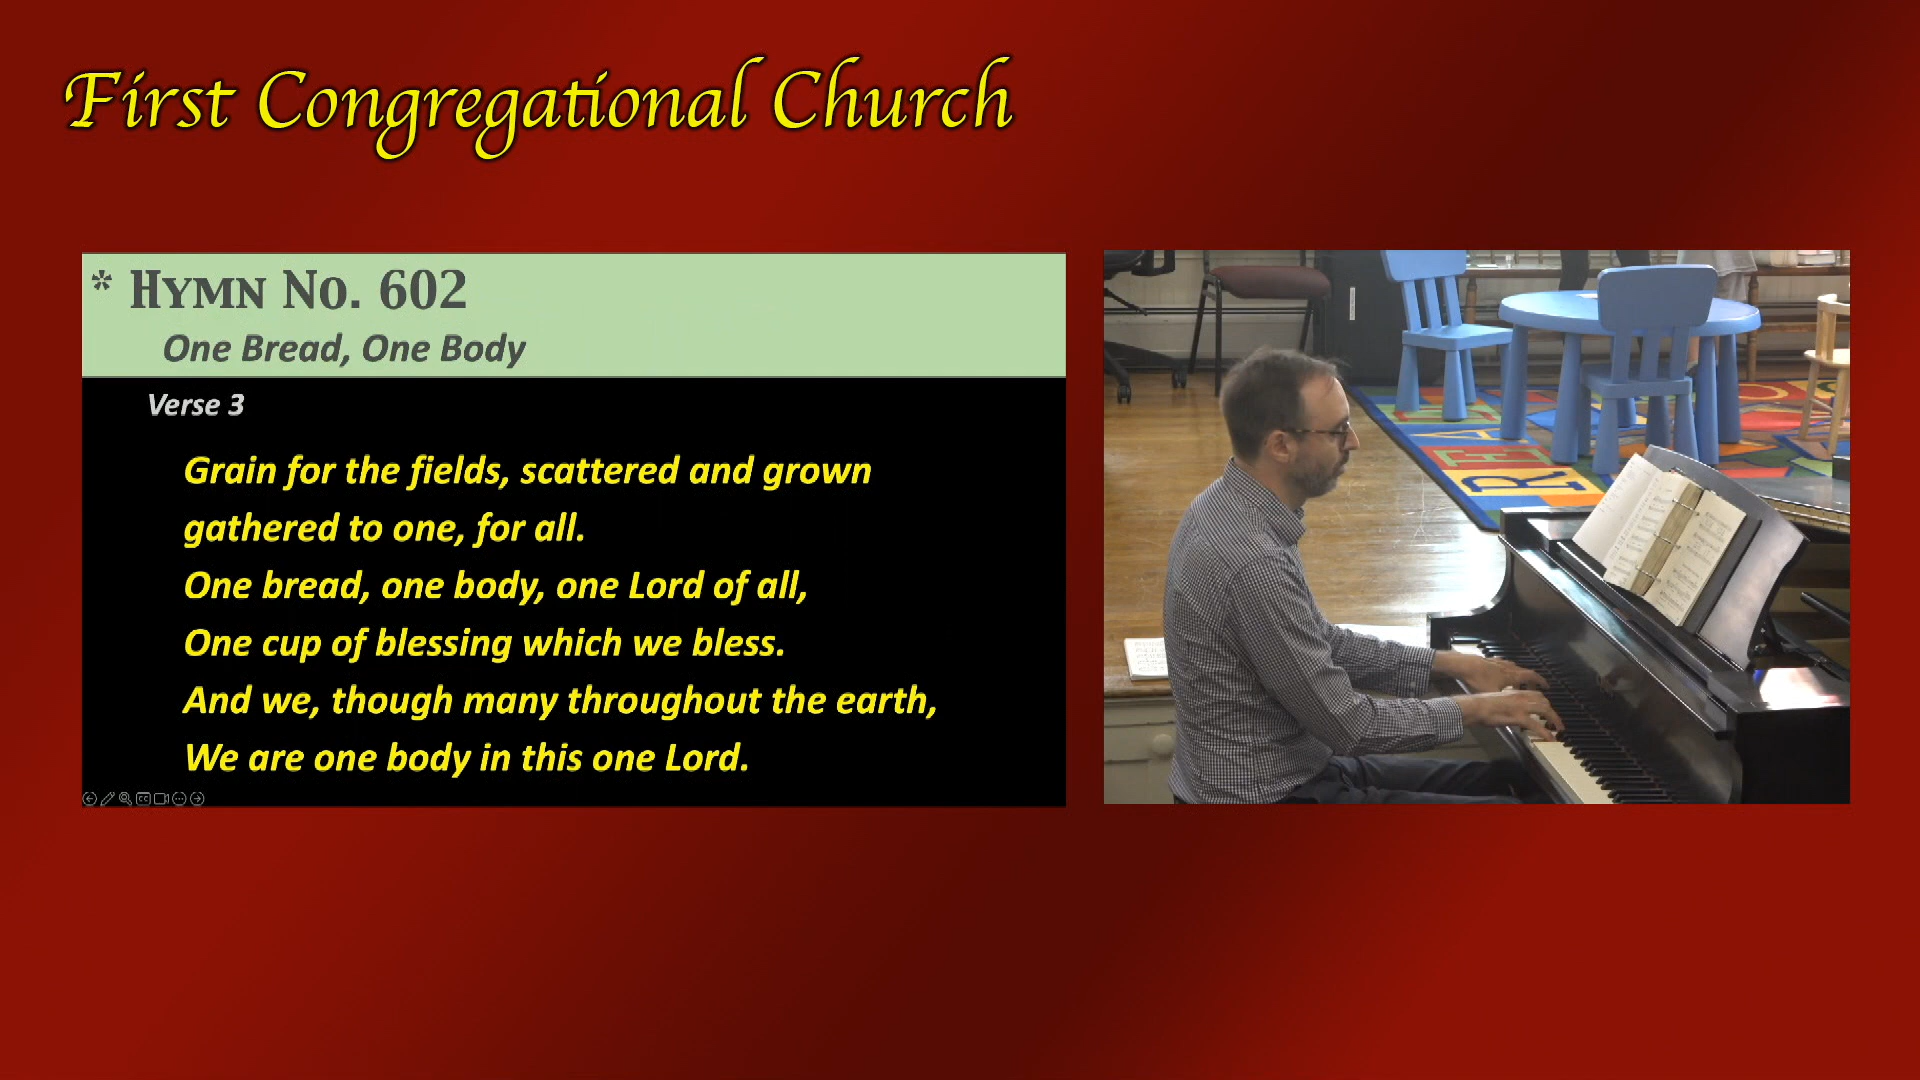 First Congregational Church
* Hymn No. 602
One Bread, One Body
Verse 3
Grain for the fields, scattered and grown
gathered to one, for all.
One bread, one body, one Lord of all,
One cup of blessing which we bless.
And we, though many throughout the earth,
We are one body in this one Lord.